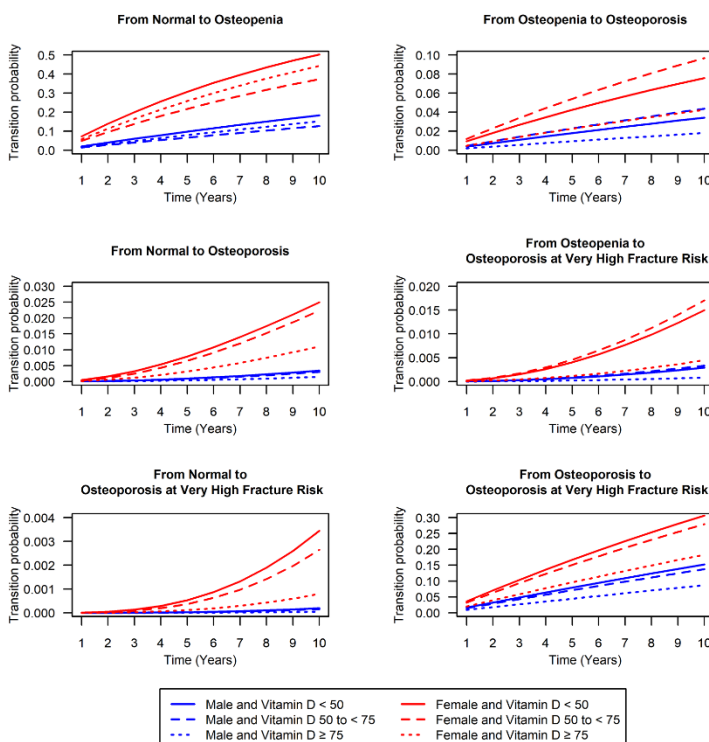 From Normal to Osteopenia
Transition probability
0.5
0.4
0.3
0.2
0.1
0.0
1 2 3 4 5 6 7 8 9 10
Time (Years)
From Osteopenia to Osteoporosis
Transition probability
0.10
0.08
0.06
0.04
0.02
0.00
1 2 3 4 5 6 7 8 9 10
Time (Years)
From Normal to Osteoporosis
Transition probability
0.030
0.025
0.020
0.015
0.010
0.005
0.000
1 2 3 4 5 6 7 8 9 10
Time (Years)
From Osteopenia to
Osteoporosis at Very High Fracture Risk
Transition probability
0.020
0.015
0.010
0.005
0.000
1 2 3 4 5 6 7 8 9 10
Time (Years)
From Normal to
Osteoporosis at Very High Fracture Risk
Transition probability
0.004
0.003
0.002
0.001
0.000
1 2 3 4 5 6 7 8 9 10
Time (Years)
From Osteoporosis to
Osteoporosis at Very High Fracture Risk
Transition probability
0.30
0.25
0.20
0.15
0.10
0.05
0.00
1 2 3 4 5 6 7 8 9 10
Time (Years)
Male and Vitamin D < 50
Male and Vitamin D 50 to < 75
Male and Vitamin D ≥ 75
Female and Vitamin D < 50
Female and Vitamin D 50 to < 75
Female and Vitamin D ≥ 75